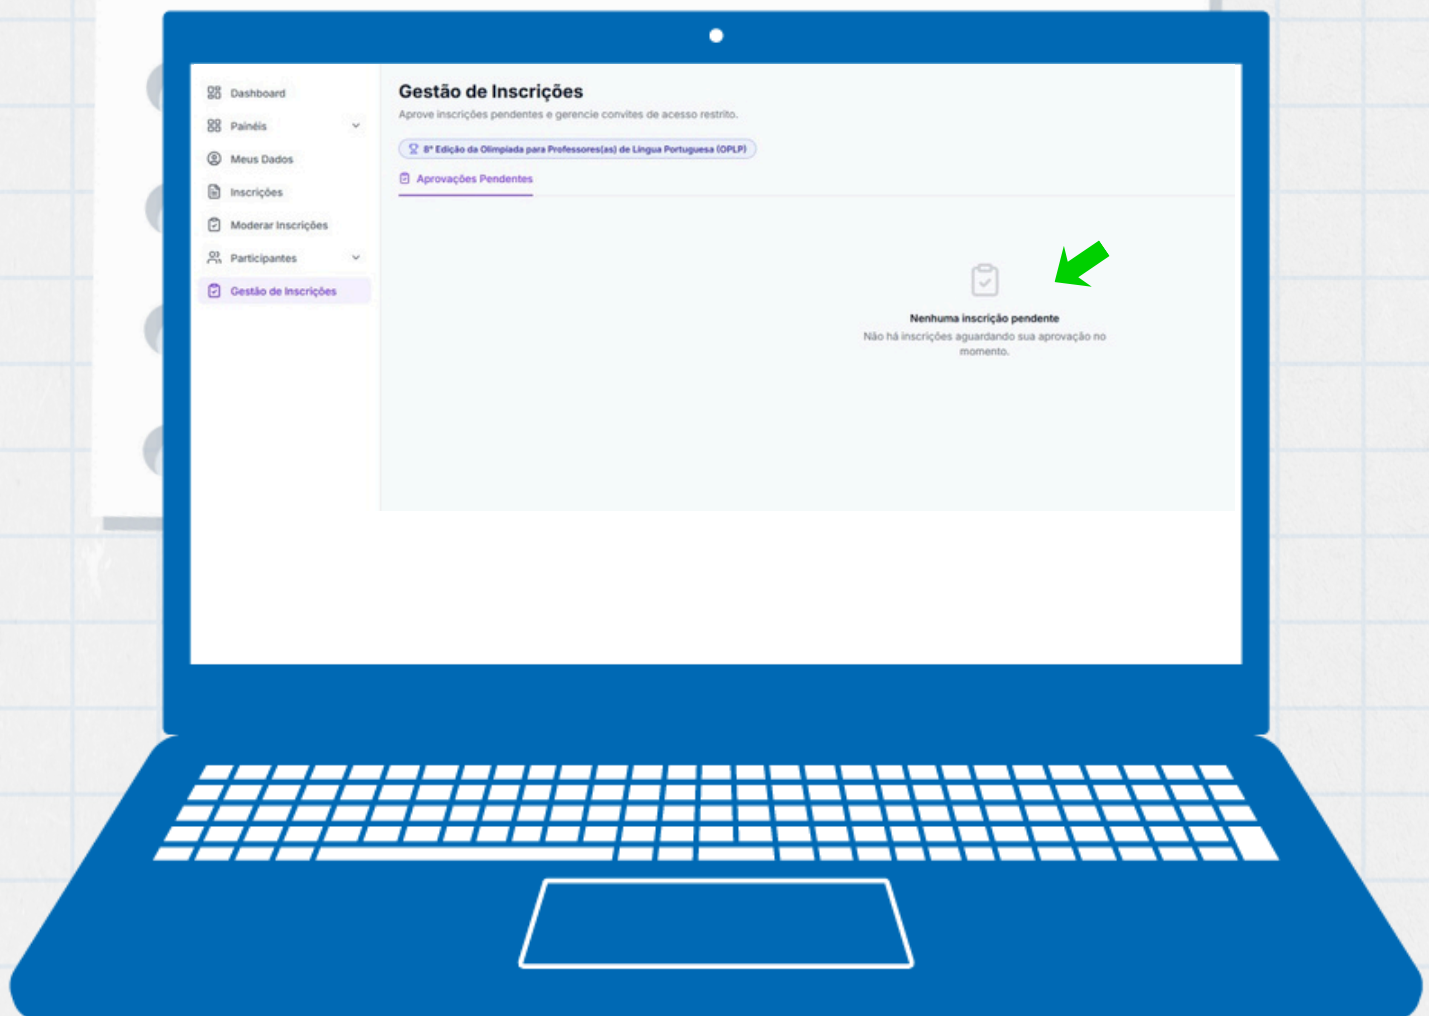 Dashboard
Painéis
Meus Dados
Inscrições
Moderar Inscrições
Participantes
Gestão de Inscrições
Gestão de Inscrições
Aprove inscrições pendentes e gerencie convites de acesso restrito.
8ª Edição da Olimpíada para Professores(as) de Língua Portuguesa (OPLP)
Aprovações Pendentes
Nenhuma inscrição pendente
Não há inscrições aguardando sua aprovação no
momento.